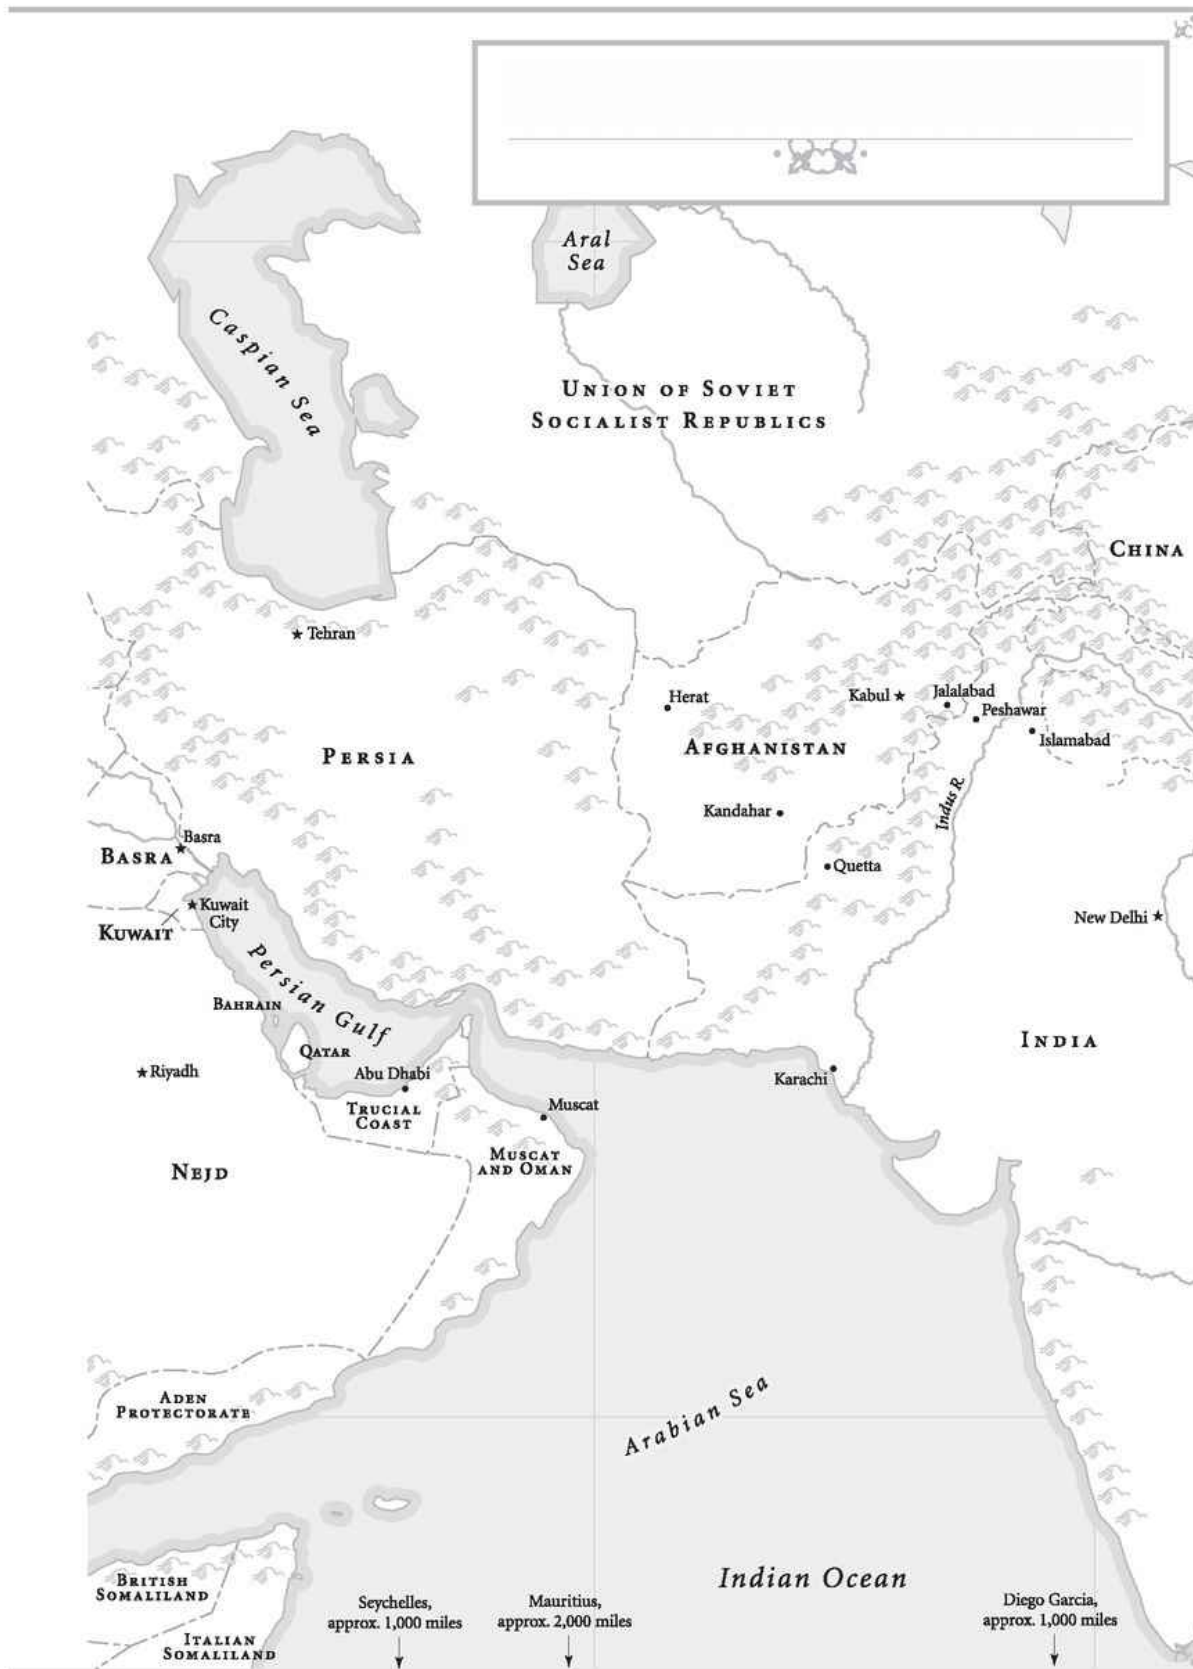 Aral
Sea
Caspian Sea
UNION OF SOVIET
SOCIALIST REPUBLICS
CHINA
Tehran
Herat
Kabul
Jalalabad
Peshawar
Islamabad
PERSIA
AFGHANISTAN
Indus R.
Kandahar
Basra
BASRA
Quetta
Kuwait
City
KUWAIT
New Delhi
Persian Gulf
BAHRAIN
QATAR
INDIA
Riyadh
Abu Dhabi
Karachi
TRUCIAL
COAST
Muscat
MUSCAT
AND OMAN
NEJD
ADEN
PROTECTORATE
Arabian Sea
Indian Ocean
BRITISH
SOMALILAND
Seychelles,
approx. 1,000 miles
Mauritius,
approx. 2,000 miles
Diego Garcia,
approx. 1,000 miles
ITALIAN
SOMALILAND